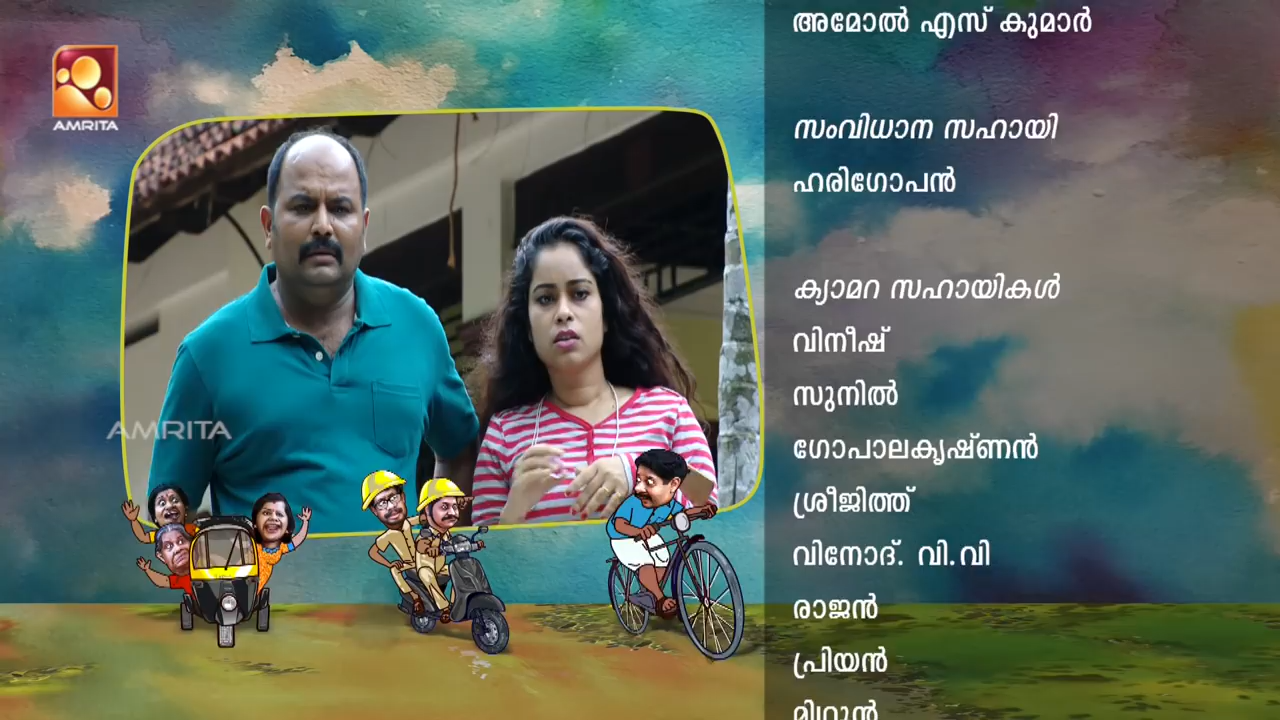 AMRITA
AMRITA
അമോൽ എസ് കുമാർ
സംവിധാന സഹായി
ഹരിഗോപൻ
ക്യാമറ സഹായികൾ
വിനീഷ്
സുനിൽ
ഗോപാലകൃഷ്ണൻ
ശ്രീജിത്ത്
വിനോദ്. വി.വി
രാജൻ
പ്രിയൻ
മിഥുൻ